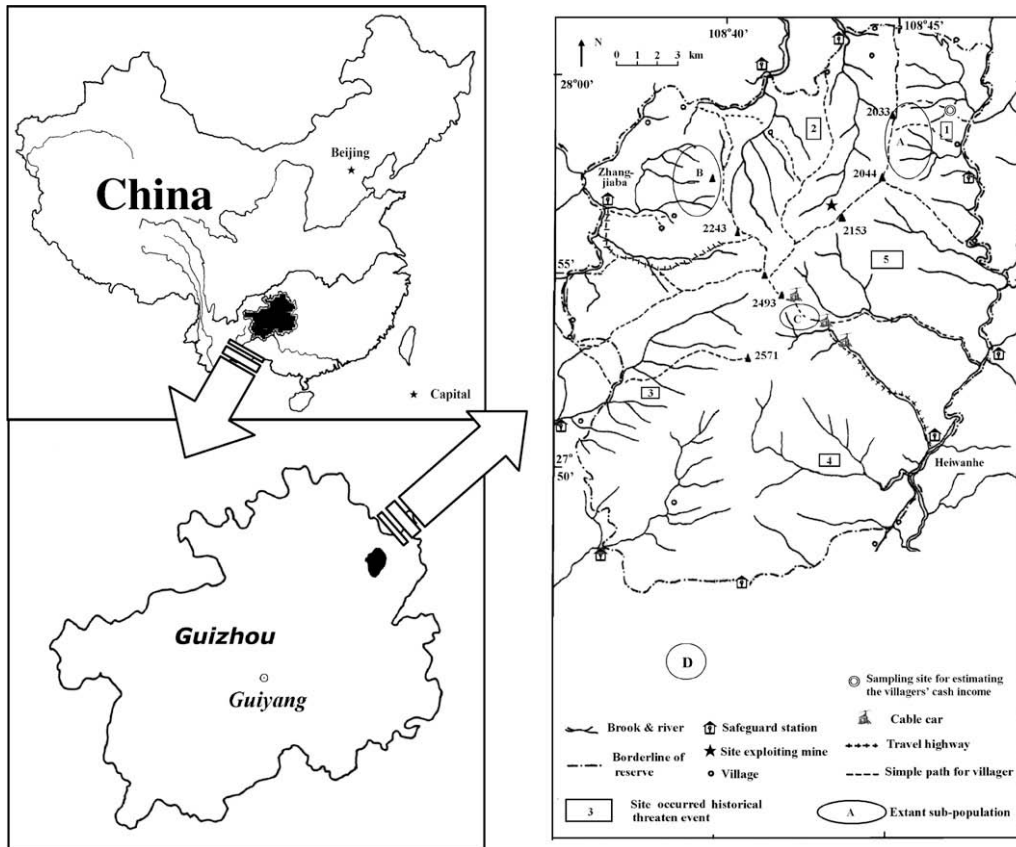 China
Beijing
★ Capital
Guizhou
Guiyang
108°40'
108°45'
N
0 1 2 3 km
28°00'
2033
A
1
2
Zhang-
jiaba
B
2044
2153
2243
5
55'
2493
C
2571
3
27°
50'
4
Heiwanhe
D
Sampling site for estimating
the villagers' cash income
Brook & river
Safeguard station
Cable car
Borderline of
reserve
Site exploiting mine
Travel highway
Village
Simple path for villager
3
Site occurred historical
threaten event
A
Extant sub-population